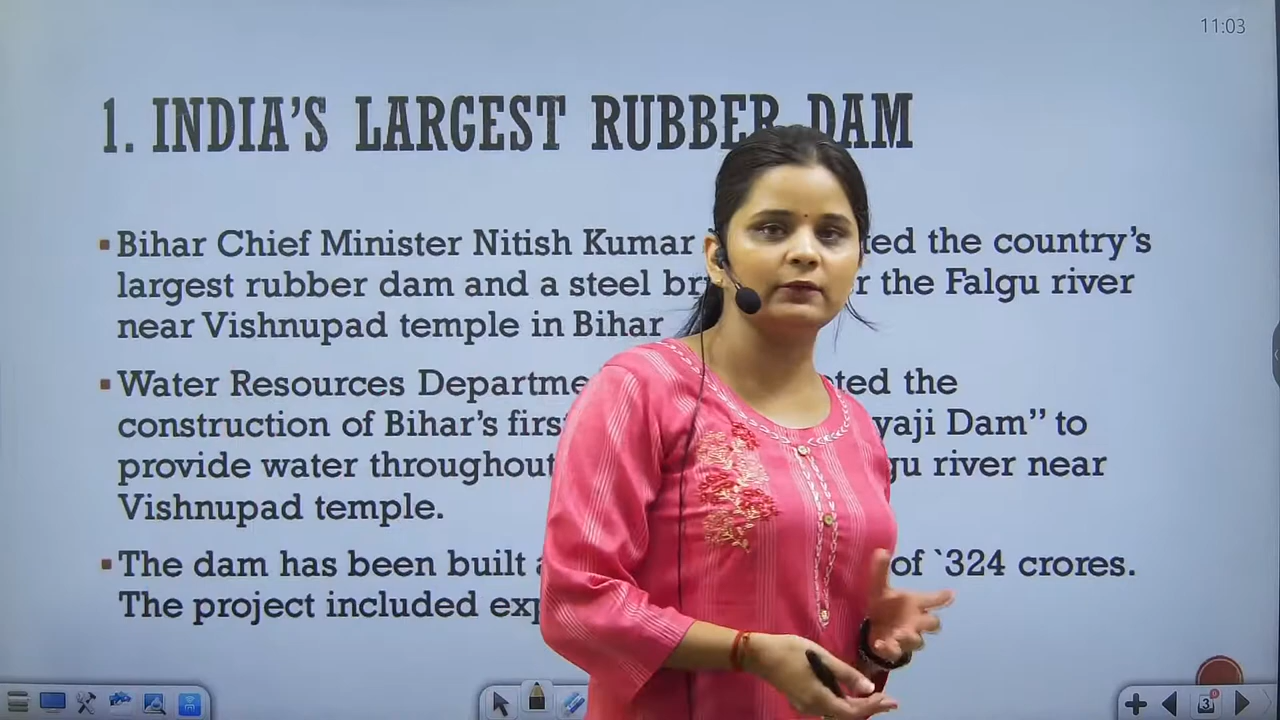 11:03
1. INDIA'S LARGEST RUBBER DAM
▪ Bihar Chief Minister Nitish Kumar ted the country's
largest rubber dam and a steel r the Falgu river
near Vishnupad temple in Bihar
▪ Water Resources Departme ted the
construction of Bihar's firs yaji Dam” to
provide water throughout gu river near
Vishnupad temple.
▪ The dam has been built of `324 crores.
The project included exp
3